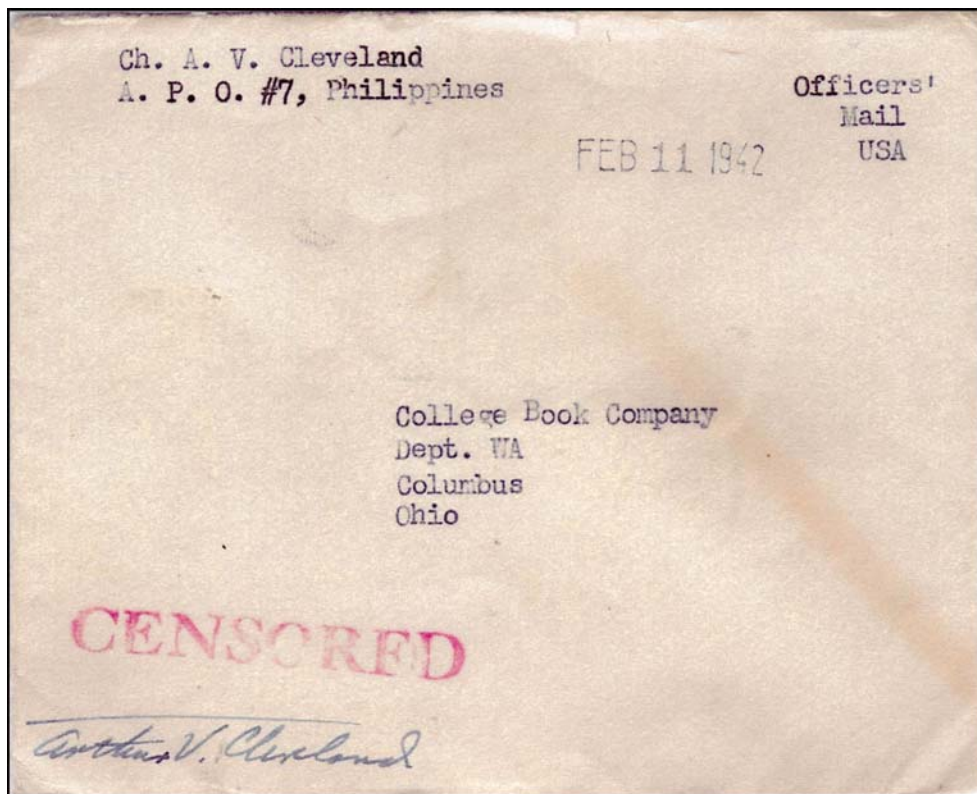 Ch. A. V. Cleveland
A. P. O. #7, Philippines
Officers'
Mail
USA
FEB 11 1942
College Book Company
Dept. WA
Columbus
Ohio
CENSORED
Arthur V. Cleveland